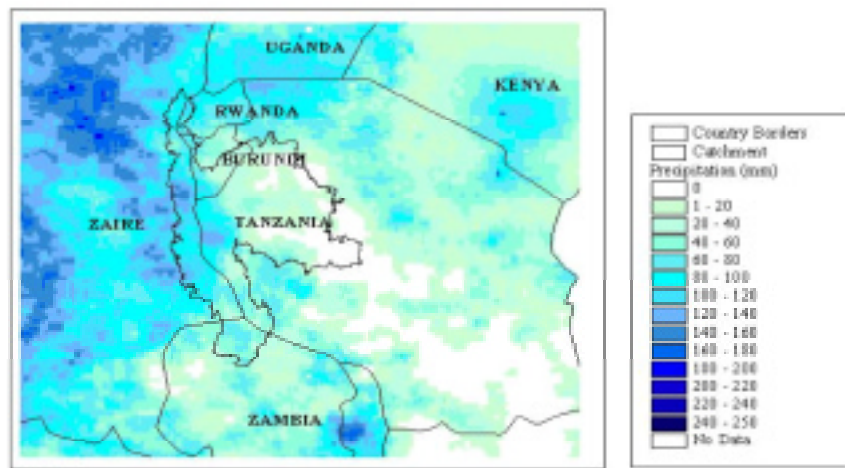 UGANDA
KENYA
RWANDA
BURUNDI
ZAIRE
TANZANIA
ZAMBIA
Country Borders
Catchment
Precipitation (mm)
0
1 - 20
20 - 40
40 - 60
60 - 80
80 - 100
100 - 120
120 - 140
140 - 160
160 - 180
180 - 200
200 - 220
220 - 240
240 - 250
No Data